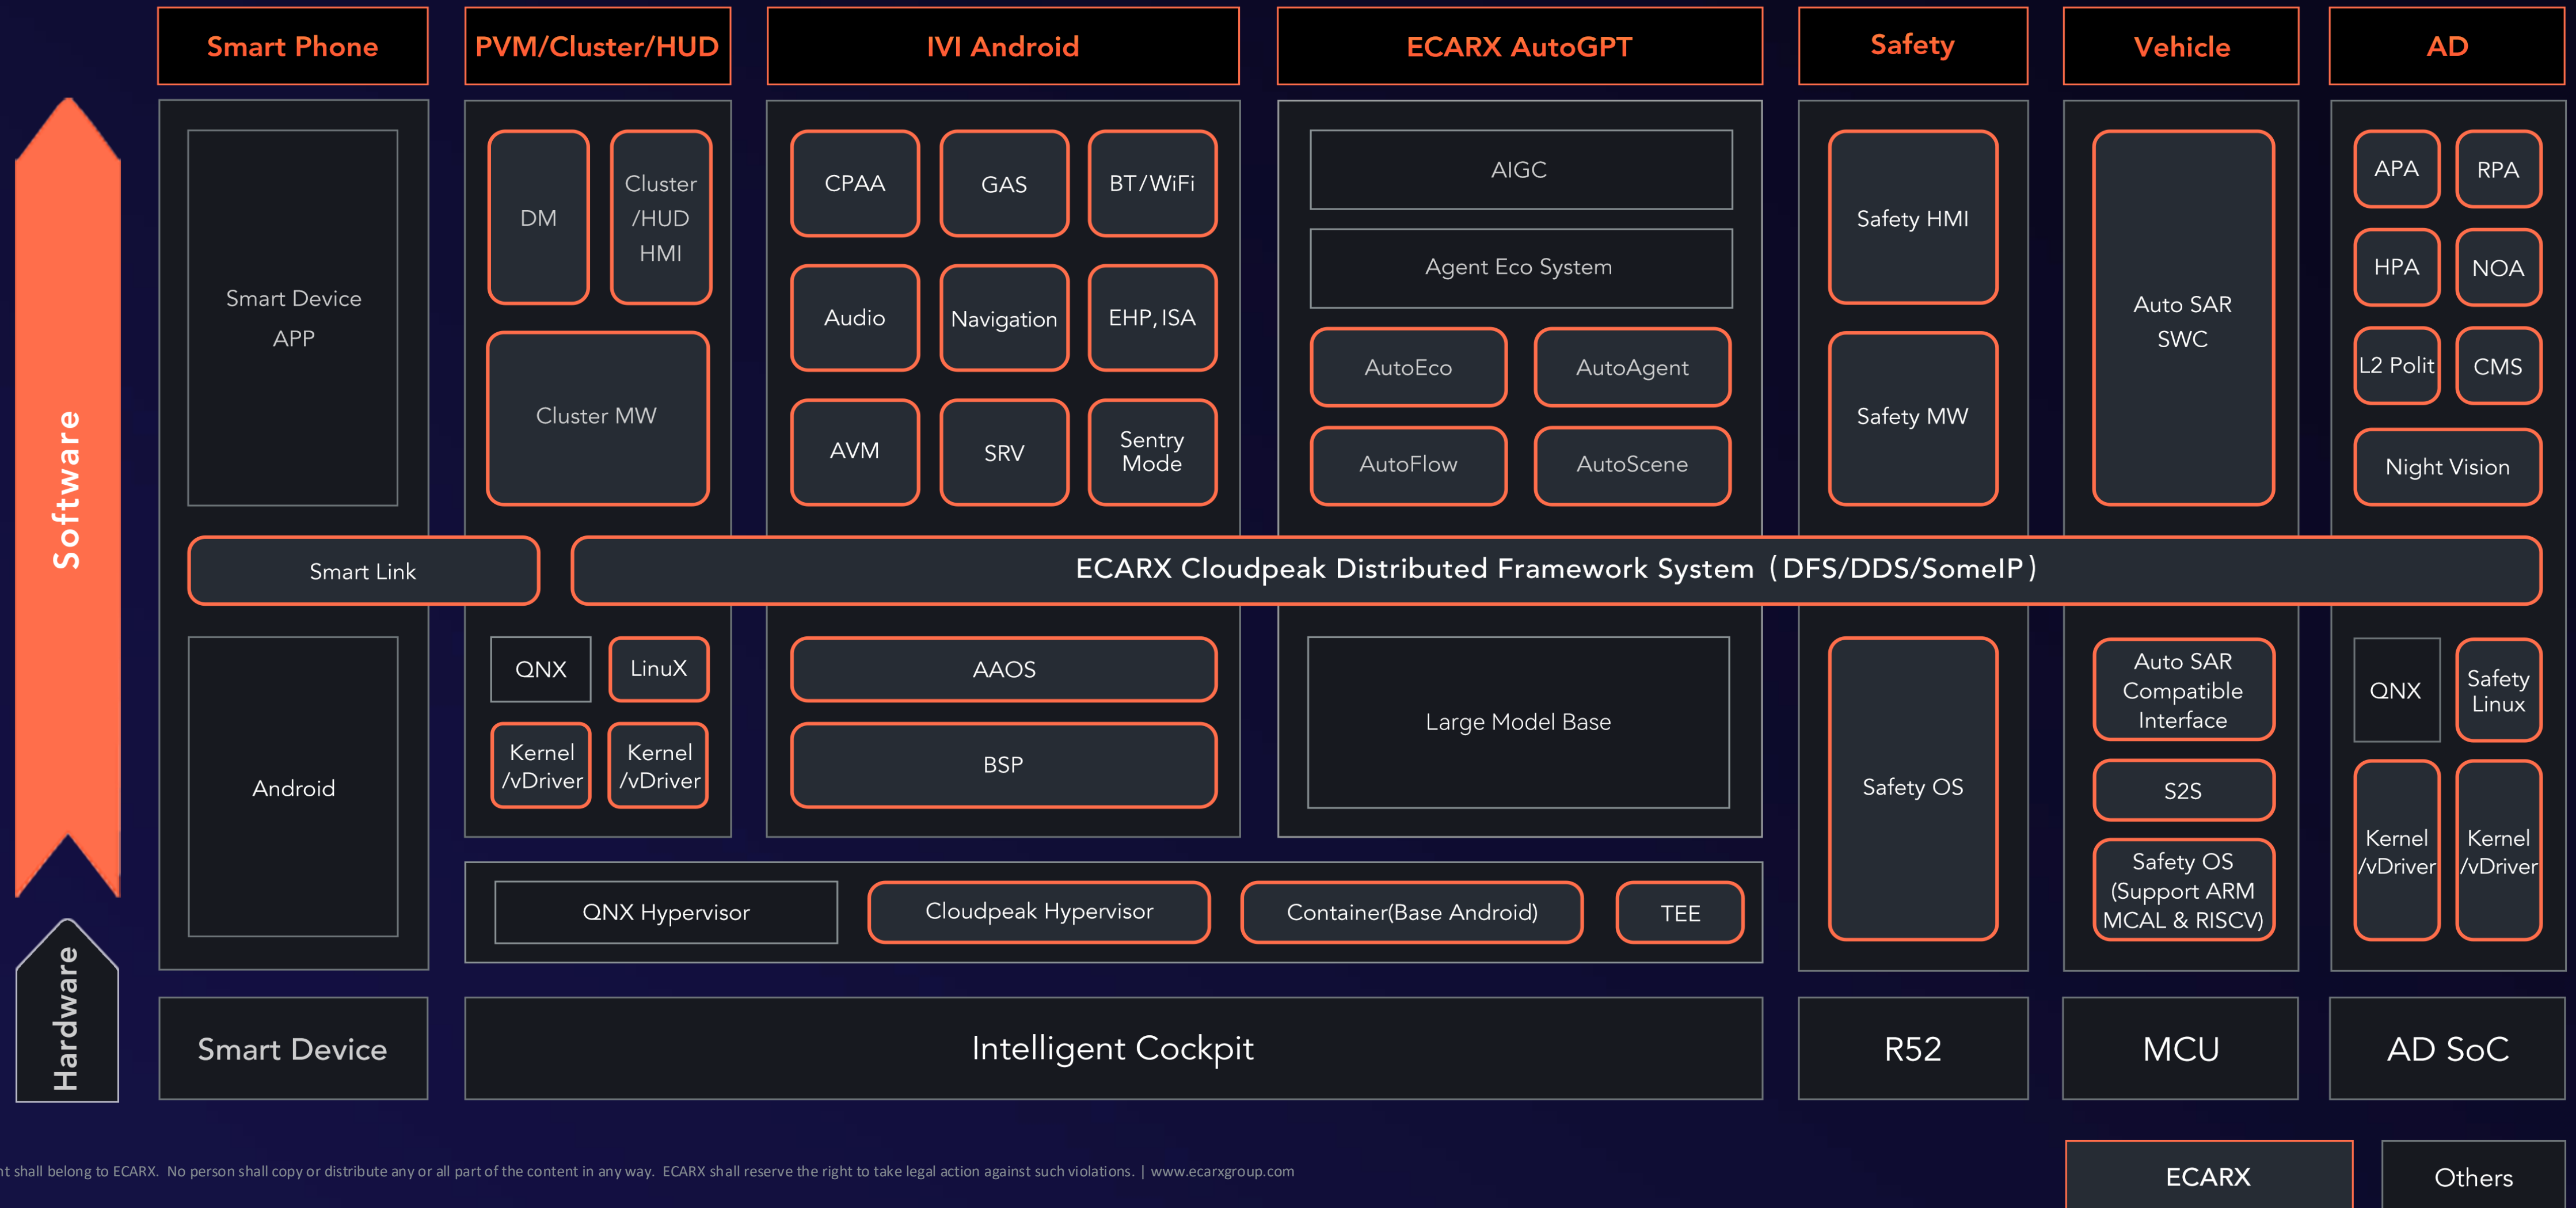 Smart Phone
PVM/Cluster/HUD
IVI Android
ECARX AutoGPT
Safety
Vehicle
AD
Software
Hardware
Smart Device
APP
Smart Link
Android
Smart Device
DM
Cluster
/HUD
HMI
Cluster MW
QNX
LinuX
Kernel
/vDriver
Kernel
/vDriver
CPAA
GAS
BT/WiFi
Audio
Navigation
EHP, ISA
AVM
SRV
Sentry
Mode
AAOS
BSP
AIGC
Agent Eco System
AutoEco
AutoAgent
AutoFlow
AutoScene
ECARX Cloudpeak Distributed Framework System (DFS/DDS/SomeIP)
Large Model Base
QNX Hypervisor
Cloudpeak Hypervisor
Container(Base Android)
TEE
Intelligent Cockpit
Safety HMI
Safety MW
Safety OS
R52
Auto SAR
SWC
Auto SAR
Compatible
Interface
S2S
Safety OS
(Support ARM
MCAL & RISCV)
MCU
APA
RPA
HPA
NOA
L2 Polit
CMS
Night Vision
QNX
Safety
Linux
Kernel
/vDriver
Kernel
/vDriver
AD SoC
shall belong to ECARX. No person shall copy or distribute any or all part of the content in any way. ECARX shall reserve the right to take legal action against such violations. | www.ecarxgroup.com
ECARX
Others